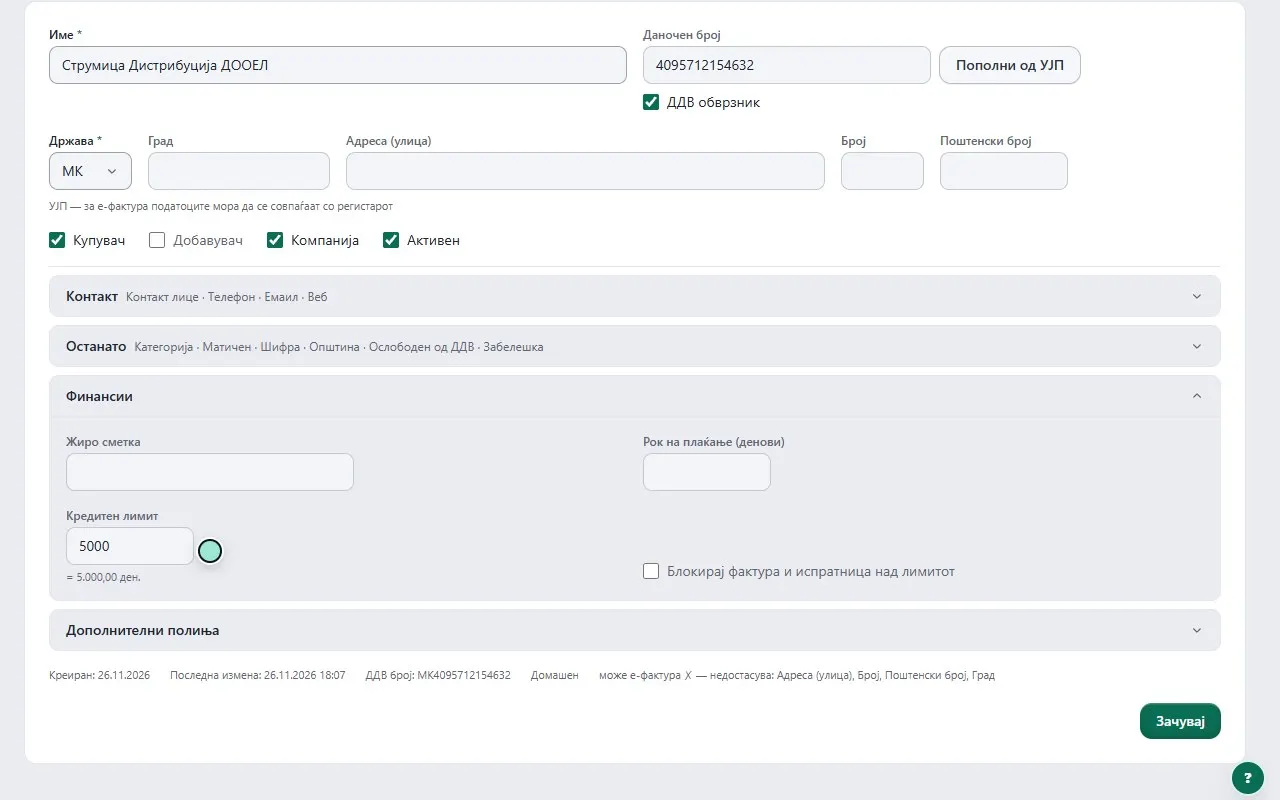 Име *
Даночен број
Струмица Дистрибуција ДООЕЛ
4095712154632
Пополни од УЈП
ДДВ обврзник
Држава *
Град
Адреса (улица)
Број
Поштенски број
МК
УЈП — за е-фактура податоците мора да се совпаѓаат со регистарот
Купувач
Добавувач
Компанија
Активен
Контакт Контакт лице · Телефон · Емаил · Веб
Останато Категорија · Матичен · Шифра · Општина · Ослободен од ДДВ · Забелешка
Финансии
Жиро сметка
Рок на плаќање (денови)
Кредитен лимит
5000
= 5.000,00 ден.
Блокирај фактура и испратница над лимитот
Дополнителни полиња
Креиран: 26.11.2026 Последна измена: 26.11.2026 18:07 ДДВ број: МК4095712154632 Домашен може е-фактура ✗ — недостасува: Адреса (улица), Број, Поштенски број, Град
Зачувај
?